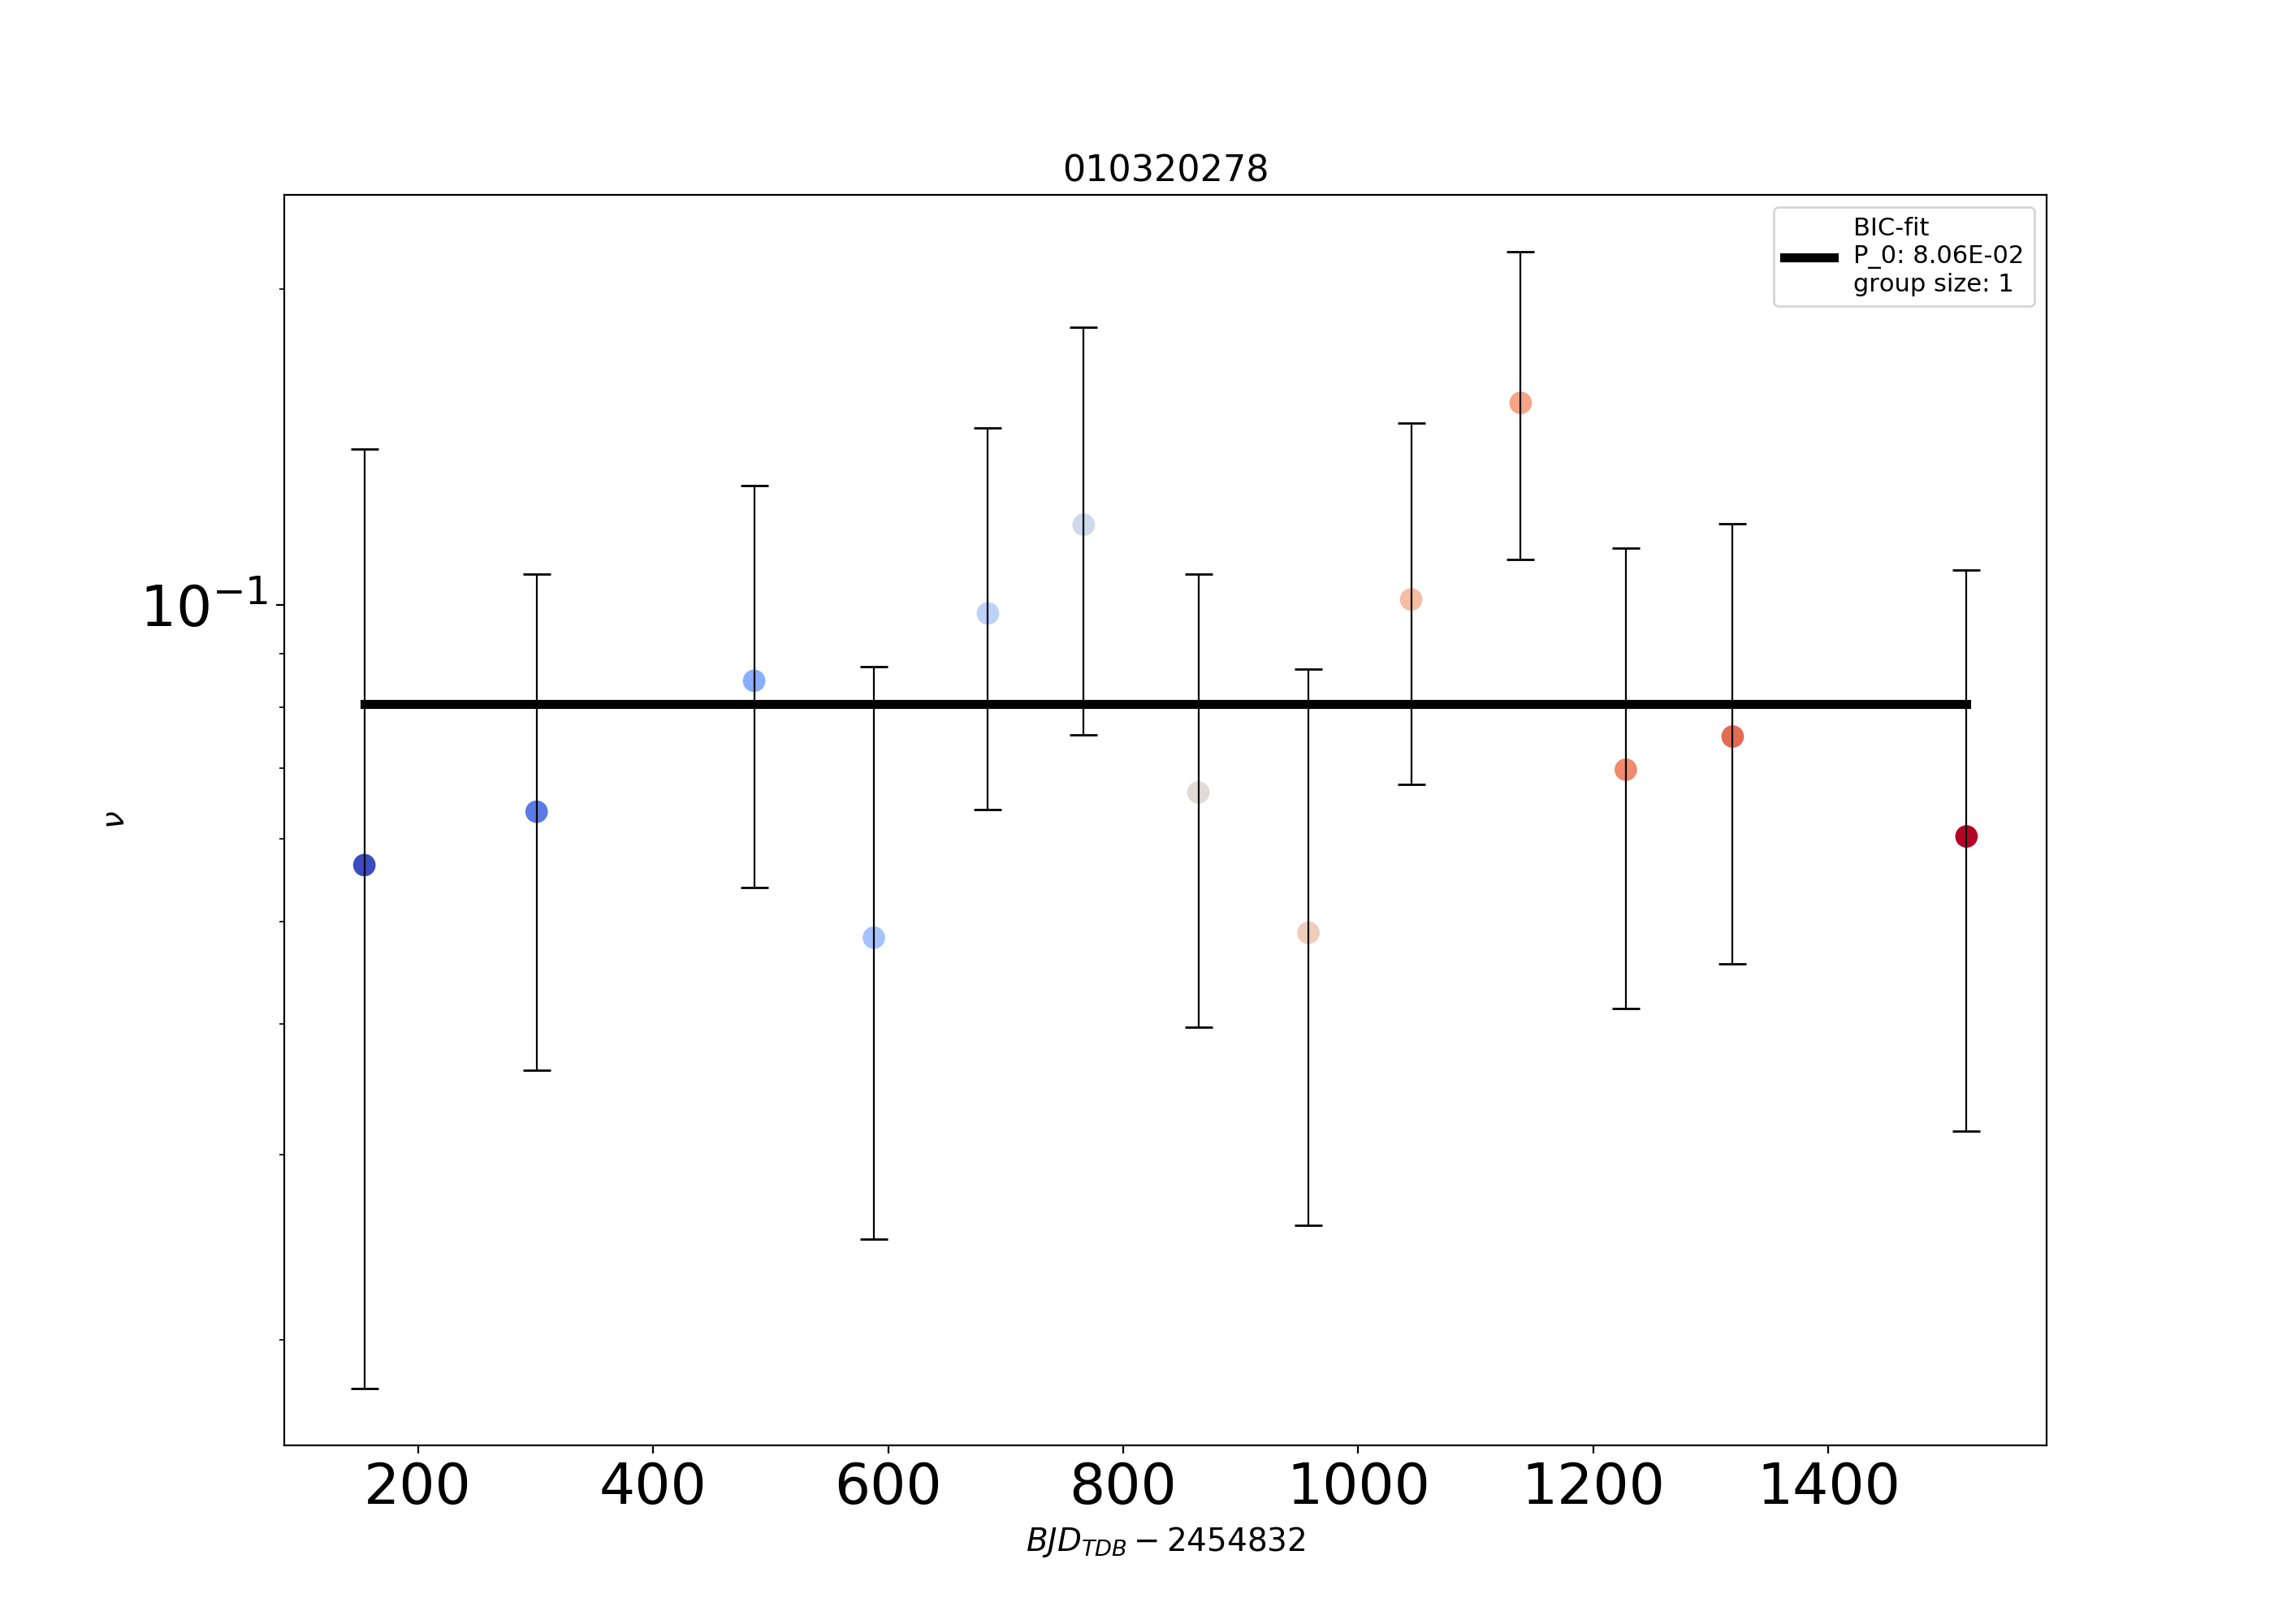 010320278
BIC-fit
P_0: 8.06E-02
group size: 1
10⁻¹
ν
200 400 600 800 1000 1200 1400
BJD_TDB − 2454832